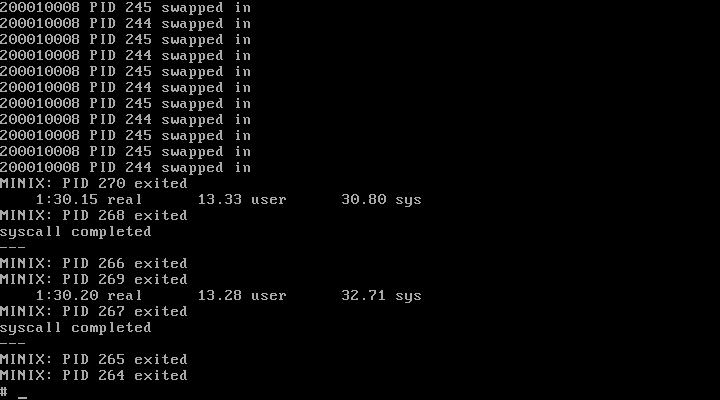 200010008 PID 245 swapped in
200010008 PID 244 swapped in
200010008 PID 245 swapped in
200010008 PID 244 swapped in
200010008 PID 245 swapped in
200010008 PID 244 swapped in
200010008 PID 245 swapped in
200010008 PID 244 swapped in
200010008 PID 245 swapped in
200010008 PID 245 swapped in
200010008 PID 244 swapped in
MINIX: PID 270 exited
    1:30.15 real      13.33 user      30.80 sys
MINIX: PID 268 exited
syscall completed
---
MINIX: PID 266 exited
MINIX: PID 269 exited
    1:30.20 real      13.28 user      32.71 sys
MINIX: PID 267 exited
syscall completed
---
MINIX: PID 265 exited
MINIX: PID 264 exited
# _